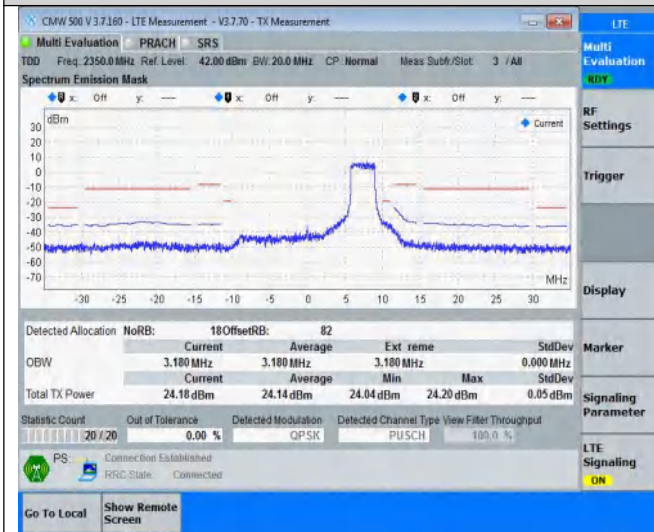 CMW 500 V 3.7.160 - LTE Measurement - V3.7.70 - TX Measurement
LTE
Multi Evaluation PRACH SRS
Multi Evaluation
RDY
TDD Freq.: 2350.0 MHz Ref. Level: 42.00 dBm BW: 20.0 MHz CP: Normal Meas Subfr./Slot: 3 / All
Spectrum Emission Mask
x: Off y: --- x: Off y: --- x: Off y: ---
RF Settings
dBm
Current
30
20
10
0
-10
-20
-30
-40
-50
-60
-70
MHz
-30 -25 -20 -15 -10 -5 0 5 10 15 20 25 30
Trigger
Display
Detected Allocation NoRB: 18 OffsetRB: 82
Current Average Extreme StdDev
OBW 3.180 MHz 3.180 MHz 3.180 MHz 0.000 MHz
Current Average Min Max StdDev
Total TX Power 24.18 dBm 24.14 dBm 24.04 dBm 24.20 dBm 0.05 dBm
Marker
Signaling Parameter
Statistic Count Out of Tolerance Detected Modulation Detected Channel Type View Filter Throughput
20 / 20 0.00 % QPSK PUSCH 100.0 %
PS: Connection Established
RRC State: Connected
LTE Signaling
ON
Go To Local
Show Remote Screen